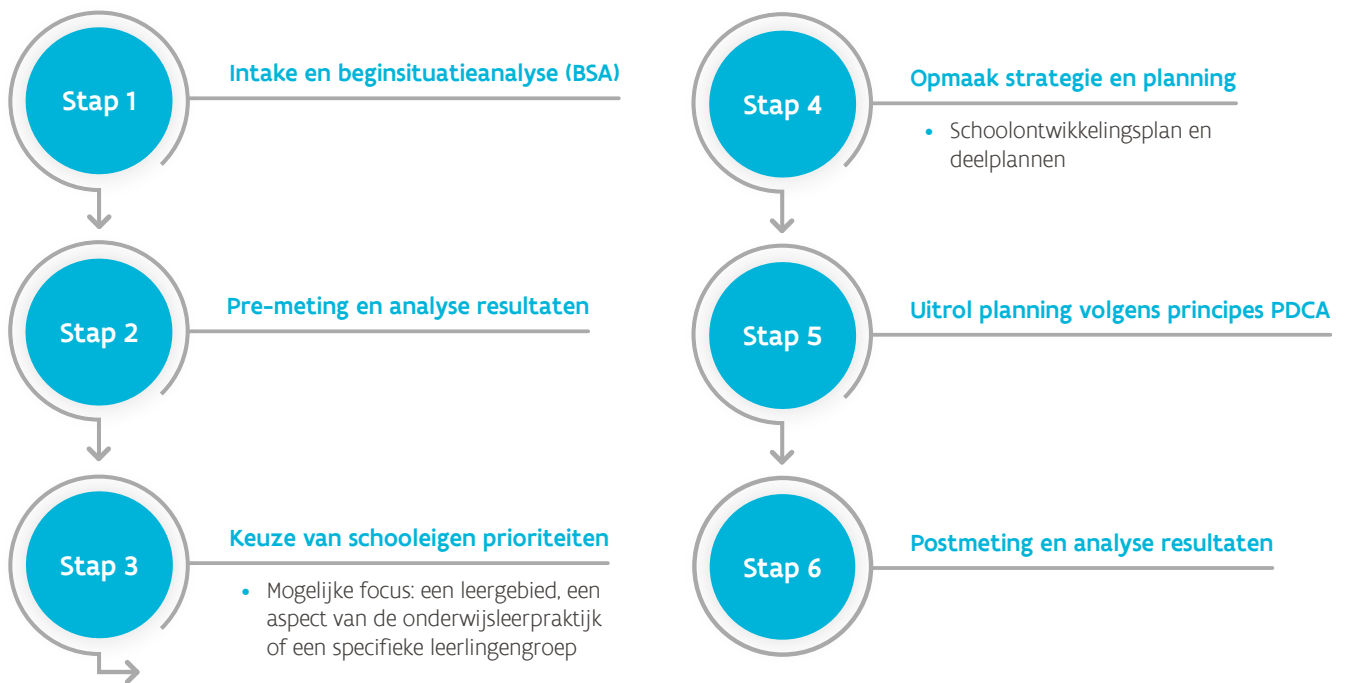 Stap 1
Intake en beginsituatieanalyse (BSA)
Stap 2
Pre-meting en analyse resultaten
Stap 3
Keuze van schooleigen prioriteiten
• Mogelijke focus: een leergebied, een
aspect van de onderwijsleerpraktijk
of een specifieke leerlingengroep
Stap 4
Opmaak strategie en planning
• Schoolontwikkelingsplan en
deelplannen
Stap 5
Uitrol planning volgens principes PDCA
Stap 6
Postmeting en analyse resultaten